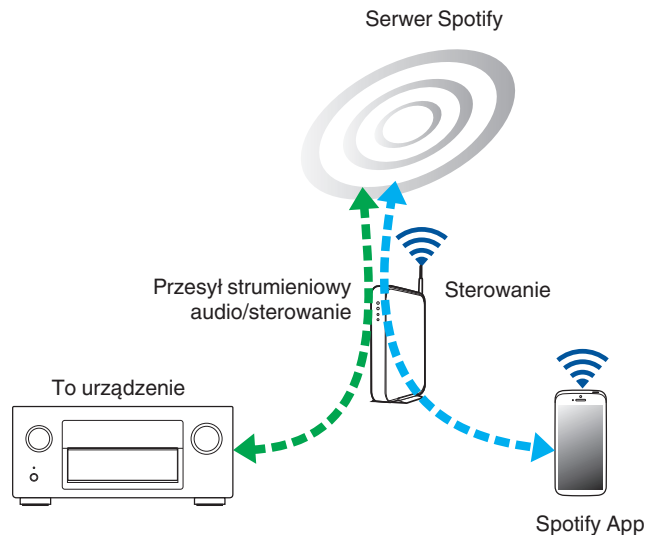 Serwer Spotify
Przesył strumieniowy
audio/sterowanie
Sterowanie
To urządzenie
Spotify App